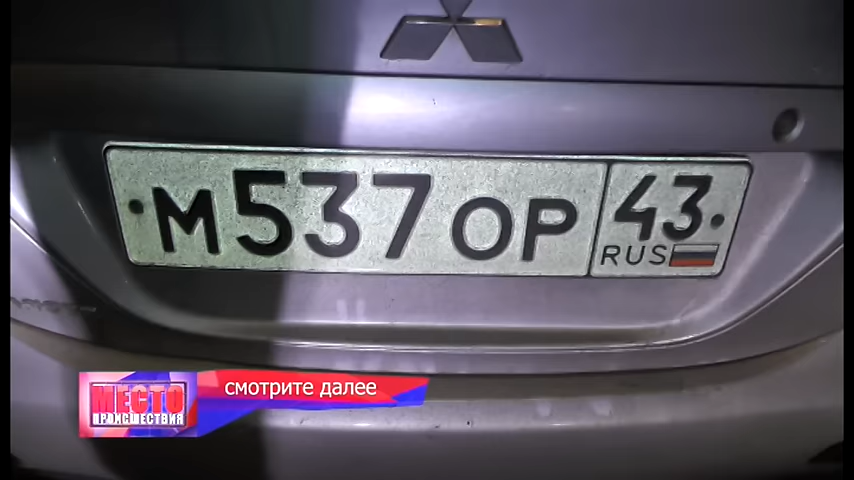 М537ОР 43
RUS
СМОТРИТЕ ДАЛЕЕ
МЕСТО
ПРОИСШЕСТВИЯ